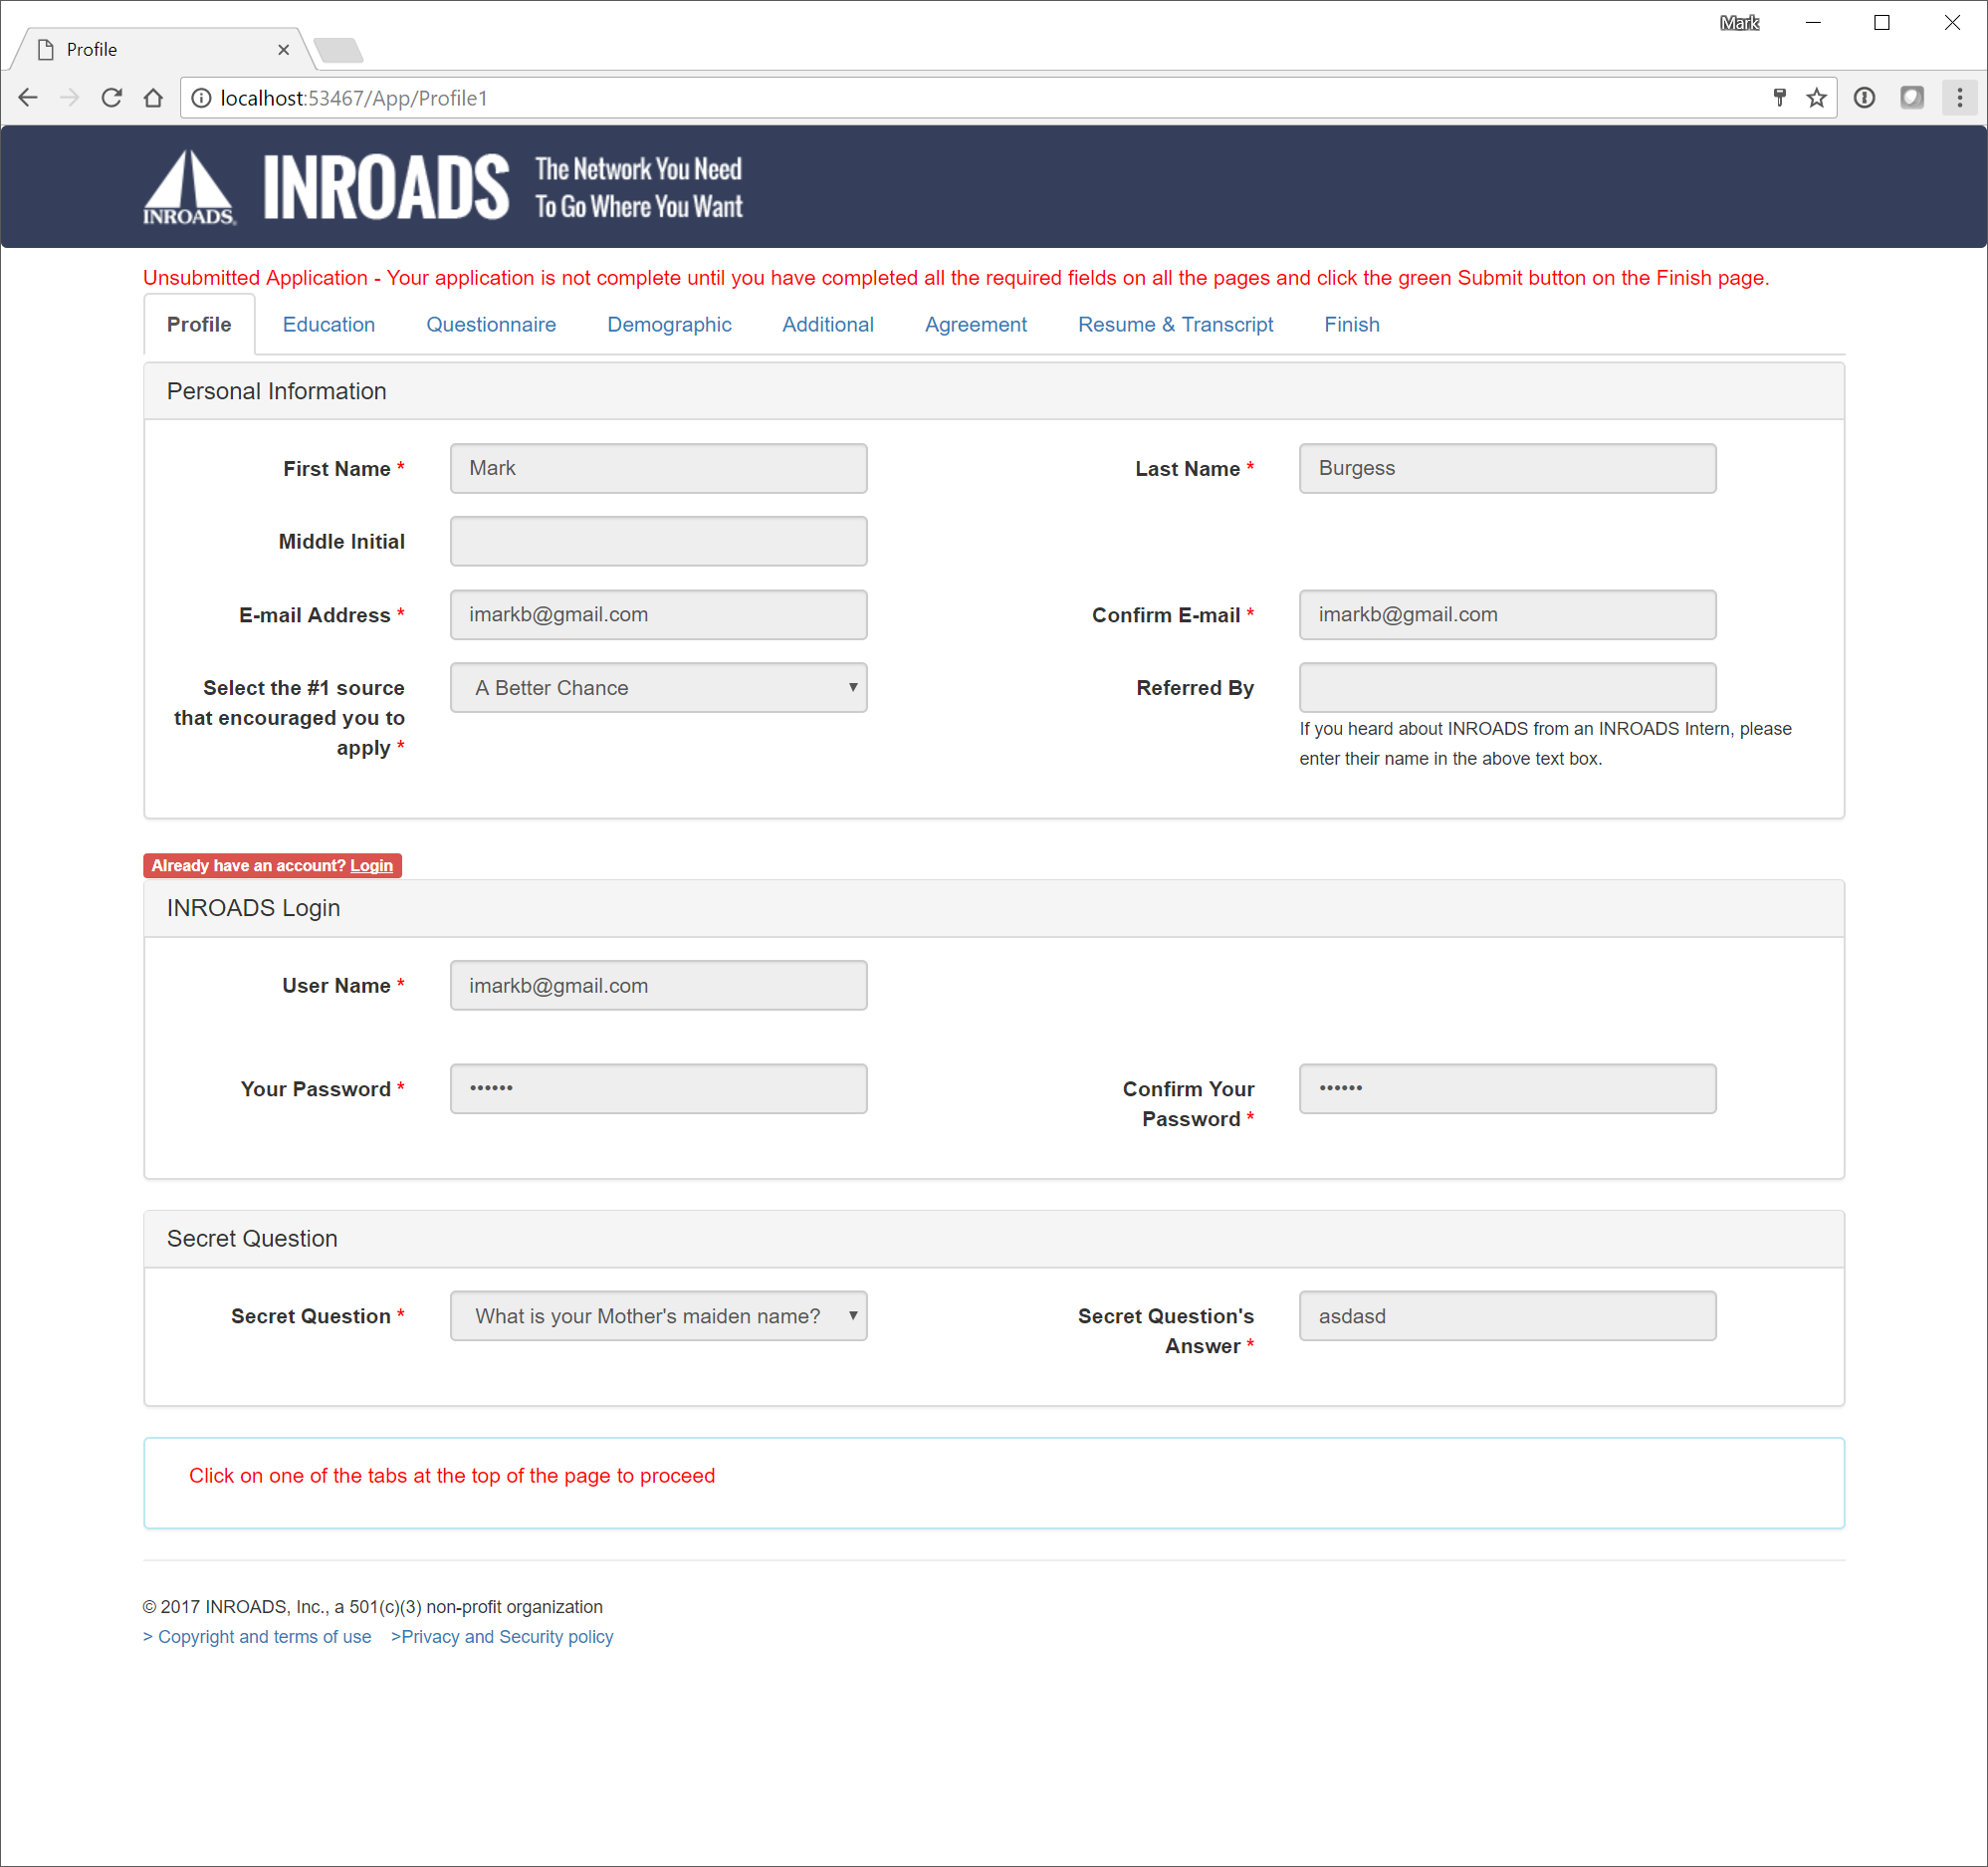 Mark
Profile
localhost:53467/App/Profile1
INROADS
INROADS
The Network You Need
To Go Where You Want
Unsubmitted Application - Your application is not complete until you have completed all the required fields on all the pages and click the green Submit button on the Finish page.
Profile Education Questionnaire Demographic Additional Agreement Resume & Transcript Finish
Personal Information
First Name * Mark Last Name * Burgess
Middle Initial
E-mail Address * imarkb@gmail.com Confirm E-mail * imarkb@gmail.com
Select the #1 source
that encouraged you to
apply *
A Better Chance
Referred By
If you heard about INROADS from an INROADS Intern, please
enter their name in the above text box.
Already have an account? Login
INROADS Login
User Name * imarkb@gmail.com
Your Password * ••••••
Confirm Your
Password *
••••••
Secret Question
Secret Question * What is your Mother's maiden name?
Secret Question's
Answer *
asdasd
Click on one of the tabs at the top of the page to proceed
© 2017 INROADS, Inc., a 501(c)(3) non-profit organization
> Copyright and terms of use >Privacy and Security policy